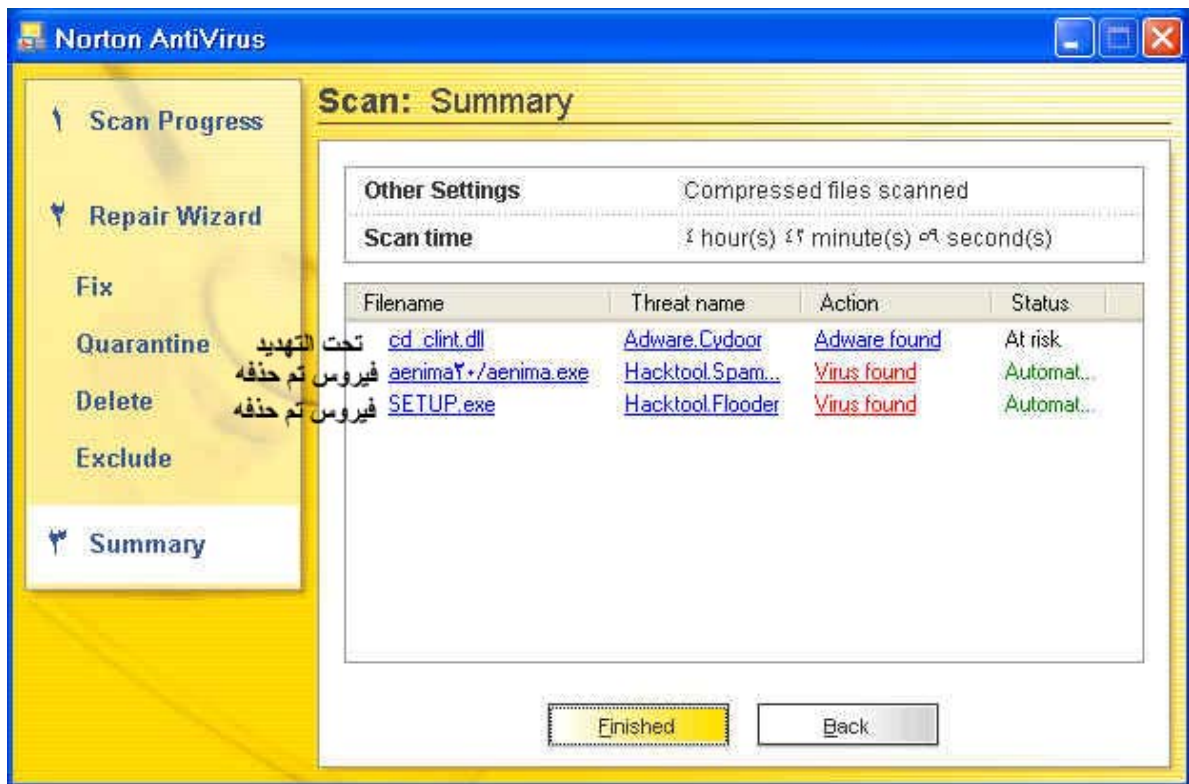 Norton AntiVirus
١ Scan Progress
٢ Repair Wizard
Fix
Quarantine
Delete
Exclude
٣ Summary
Scan: Summary
Other Settings Compressed files scanned
Scan time ٤ hour(s) ٤٢ minute(s) ٥٩ second(s)
Filename Threat name Action Status
تحت التهديد cd_clint.dll Adware.Cydoor Adware found At risk
فيروس تم حذفه aenima٢٠/aenima.exe Hacktool.Spam... Virus found Automat...
فيروس تم حذفه SETUP.exe Hacktool.Flooder Virus found Automat...
Finished Back